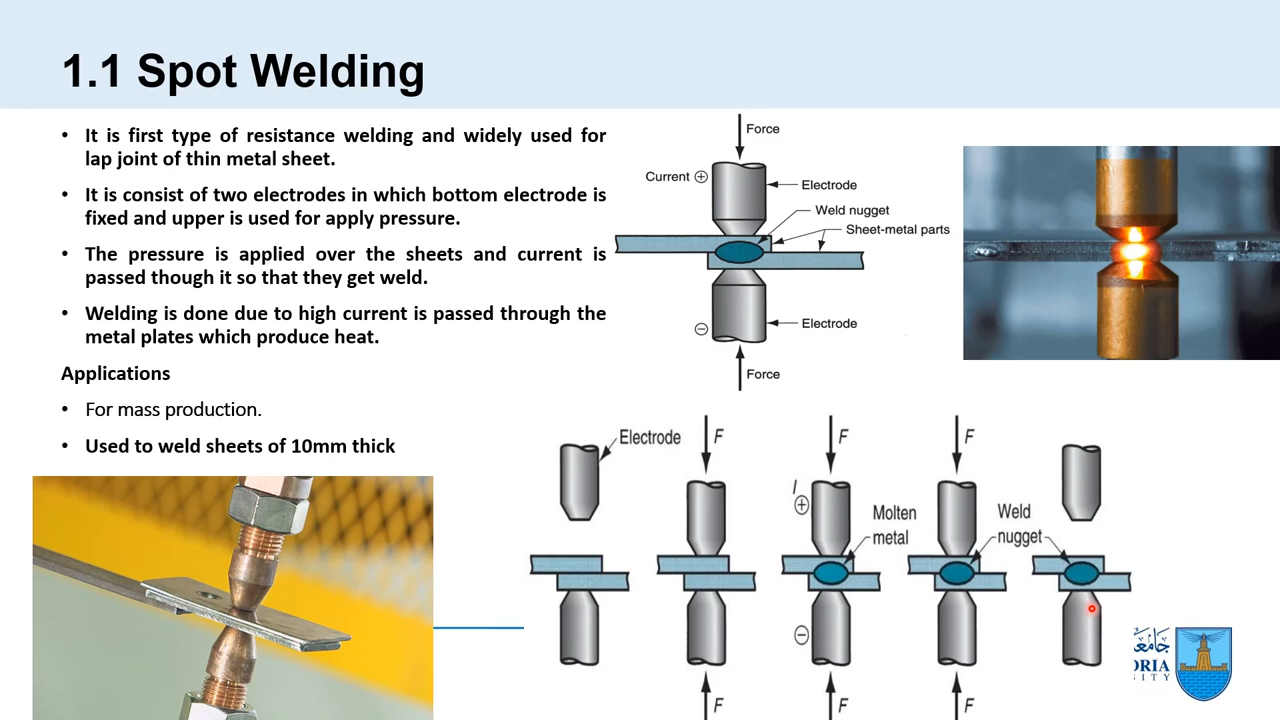 1.1 Spot Welding
• It is first type of resistance welding and widely used for
lap joint of thin metal sheet.
• It is consist of two electrodes in which bottom electrode is
fixed and upper is used for apply pressure.
• The pressure is applied over the sheets and current is
passed though it so that they get weld.
• Welding is done due to high current is passed through the
metal plates which produce heat.
Applications
• For mass production.
• Used to weld sheets of 10mm thick
Force
Current +
Electrode
Weld nugget
Sheet-metal parts
−
Electrode
Force
Electrode
F
F
F
I
+
Molten
metal
Weld
nugget
−
F
F
F
جامع
ORIA
SITY